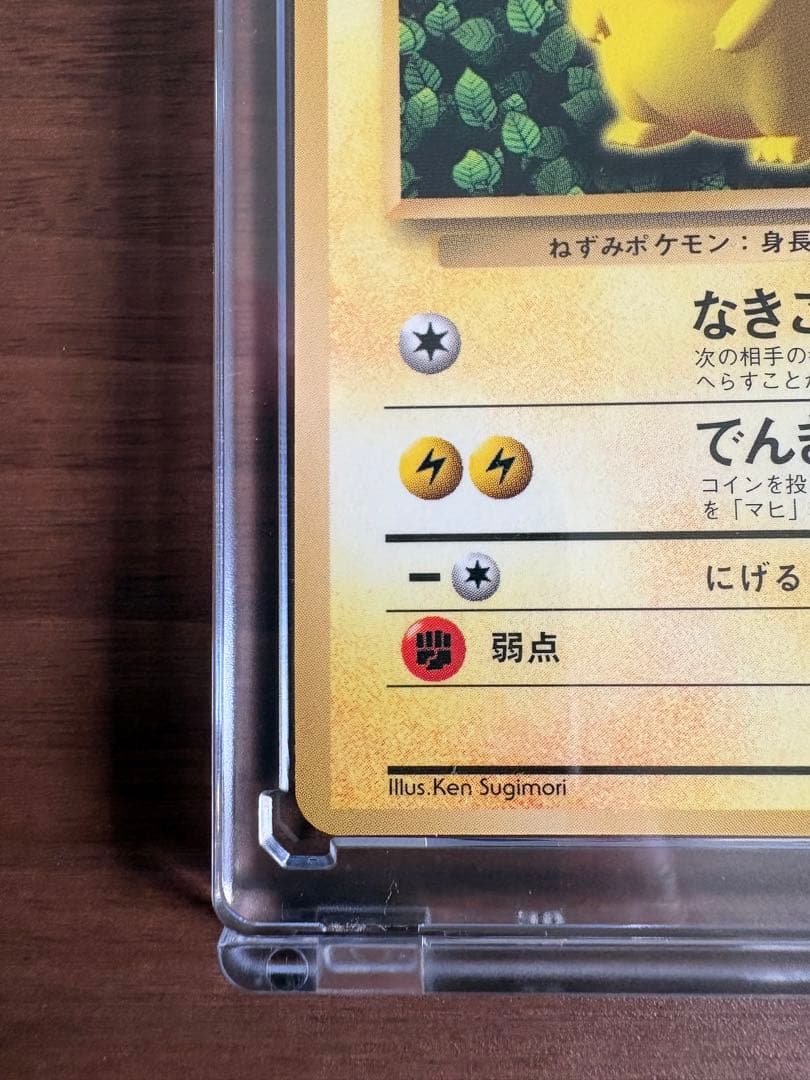 ねずみポケモン：身長
なきご
次の相手の
へらすことが
でんき
コインを投
を「マヒ」
にげる
弱点
Illus.Ken Sugimori